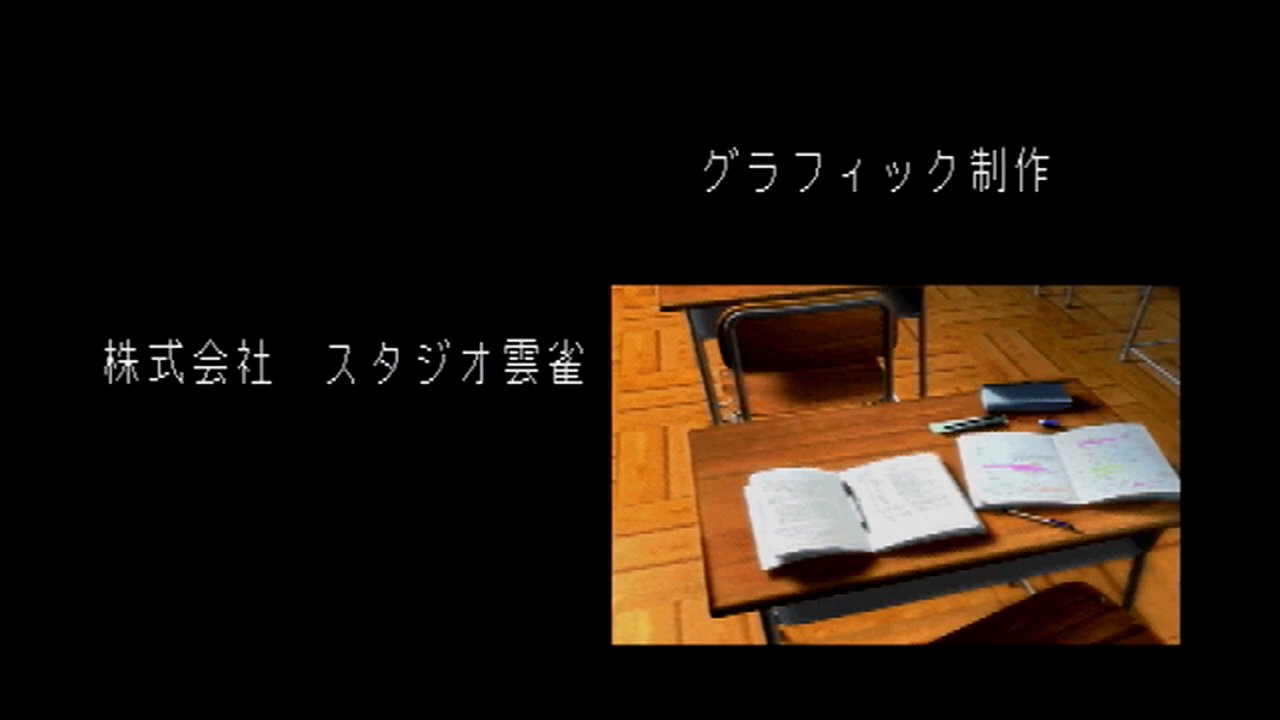 グラフィック制作
株式会社　スタジオ雲雀